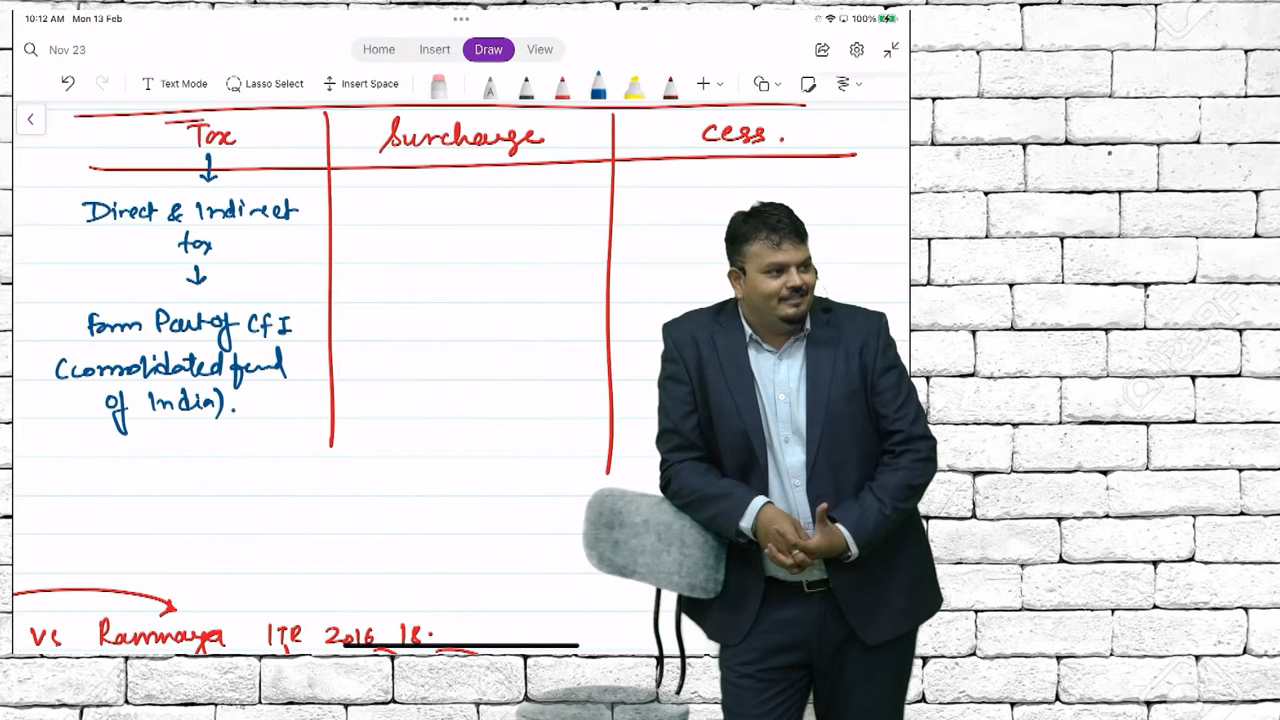 10:12 AM Mon 13 Feb
100%
Nov 23
Home Insert Draw View
Text Mode Lasso Select Insert Space
Tax Surcharge Cess.
Direct & Indirect
tax
Form Part of CFI
(Consolidated fund
of India).
vs ITR 2016 18.